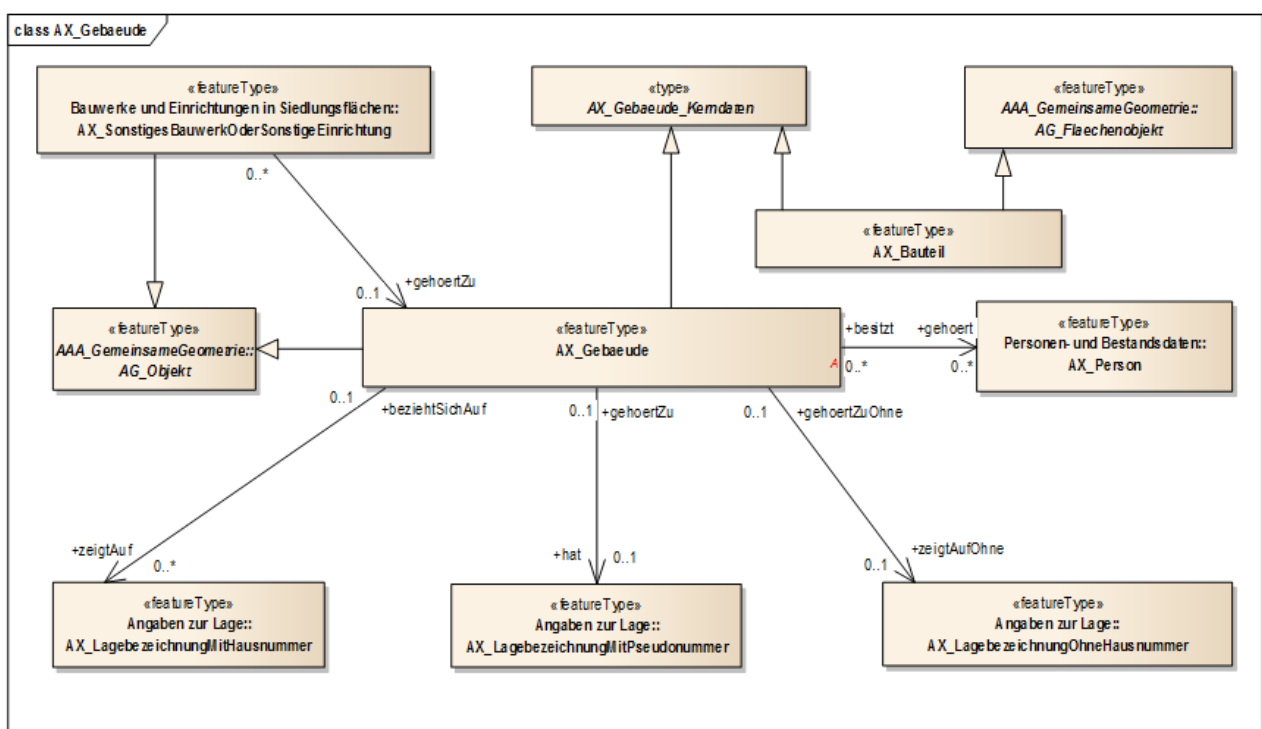 class AX_Gebaeude
«featureType»
Bauwerke und Einrichtungen in Siedlungsflächen::
AX_SonstigesBauwerkOderSonstigeEinrichtung
«type»
AX_Gebaeude_Kerndaten
«featureType»
AAA_GemeinsameGeometrie::
AG_Flaechenobjekt
0..*
«featureType»
AX_Bauteil
+gehoertZu
0..1
«featureType»
AAA_GemeinsameGeometrie::
AG_Objekt
«featureType»
AX_Gebaeude
A
+besitzt
+gehoert
0..*
0..*
«featureType»
Personen- und Bestandsdaten::
AX_Person
0..1
+beziehtSichAuf
0..1
+gehoertZu
0..1
+gehoertZuOhne
+zeigtAuf
0..*
+hat
0..1
+zeigtAufOhne
0..1
«featureType»
Angaben zur Lage::
AX_LagebezeichnungMitHausnummer
«featureType»
Angaben zur Lage::
AX_LagebezeichnungMitPseudonummer
«featureType»
Angaben zur Lage::
AX_LagebezeichnungOhneHausnummer